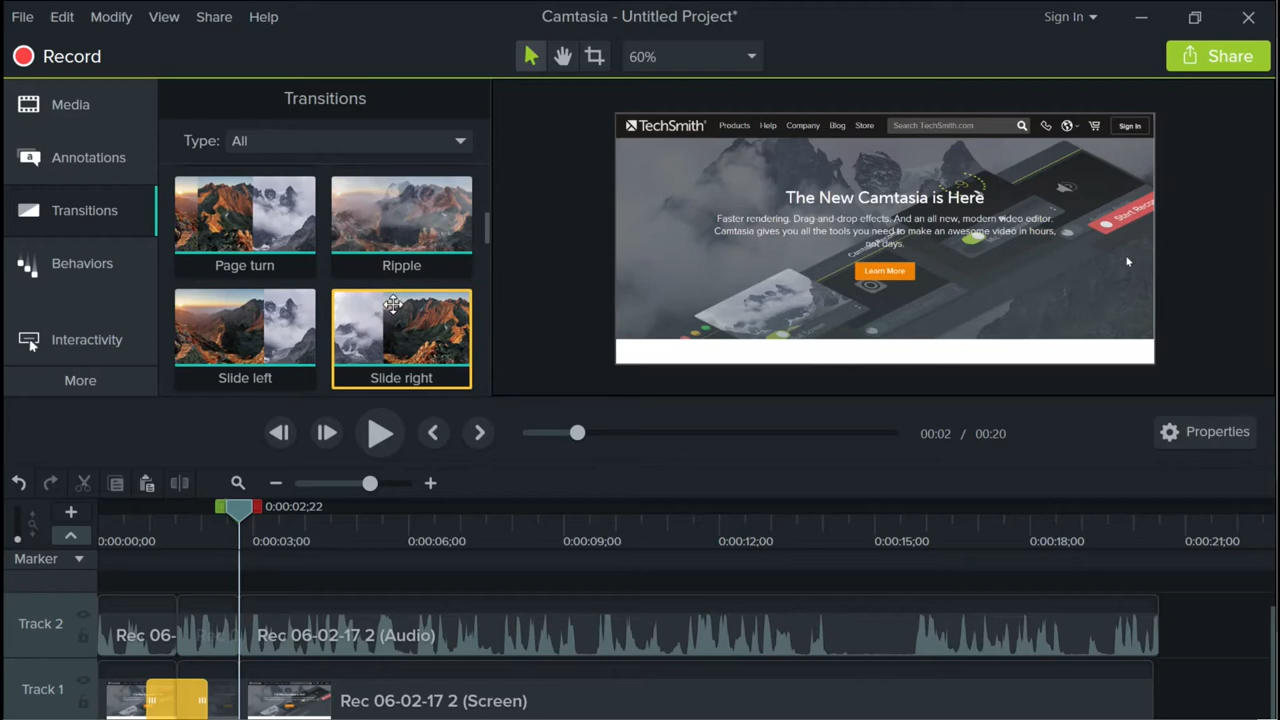 File Edit Modify View Share Help
Camtasia - Untitled Project*
Sign In
Record
60%
Share
Media
Annotations
Transitions
Behaviors
Interactivity
More
Transitions
Type: All
Page turn
Ripple
Slide left
Slide right
TechSmith Products Help Company Blog Store Search TechSmith.com Sign In
The New Camtasia is Here
Faster rendering. Drag-and-drop effects. And an all new, modern video editor.
Camtasia gives you all the tools you need to make an awesome video in hours,
not days.
Learn More
00:02 / 00:20
Properties
0:00:02;22
0:00:00;00 0:00:03;00 0:00:06;00 0:00:09;00 0:00:12;00 0:00:15;00 0:00:18;00 0:00:21;00
Marker
Track 2
Rec 06-
Rec 06-02-17 2 (Audio)
Track 1
Rec 06-02-17 2 (Screen)